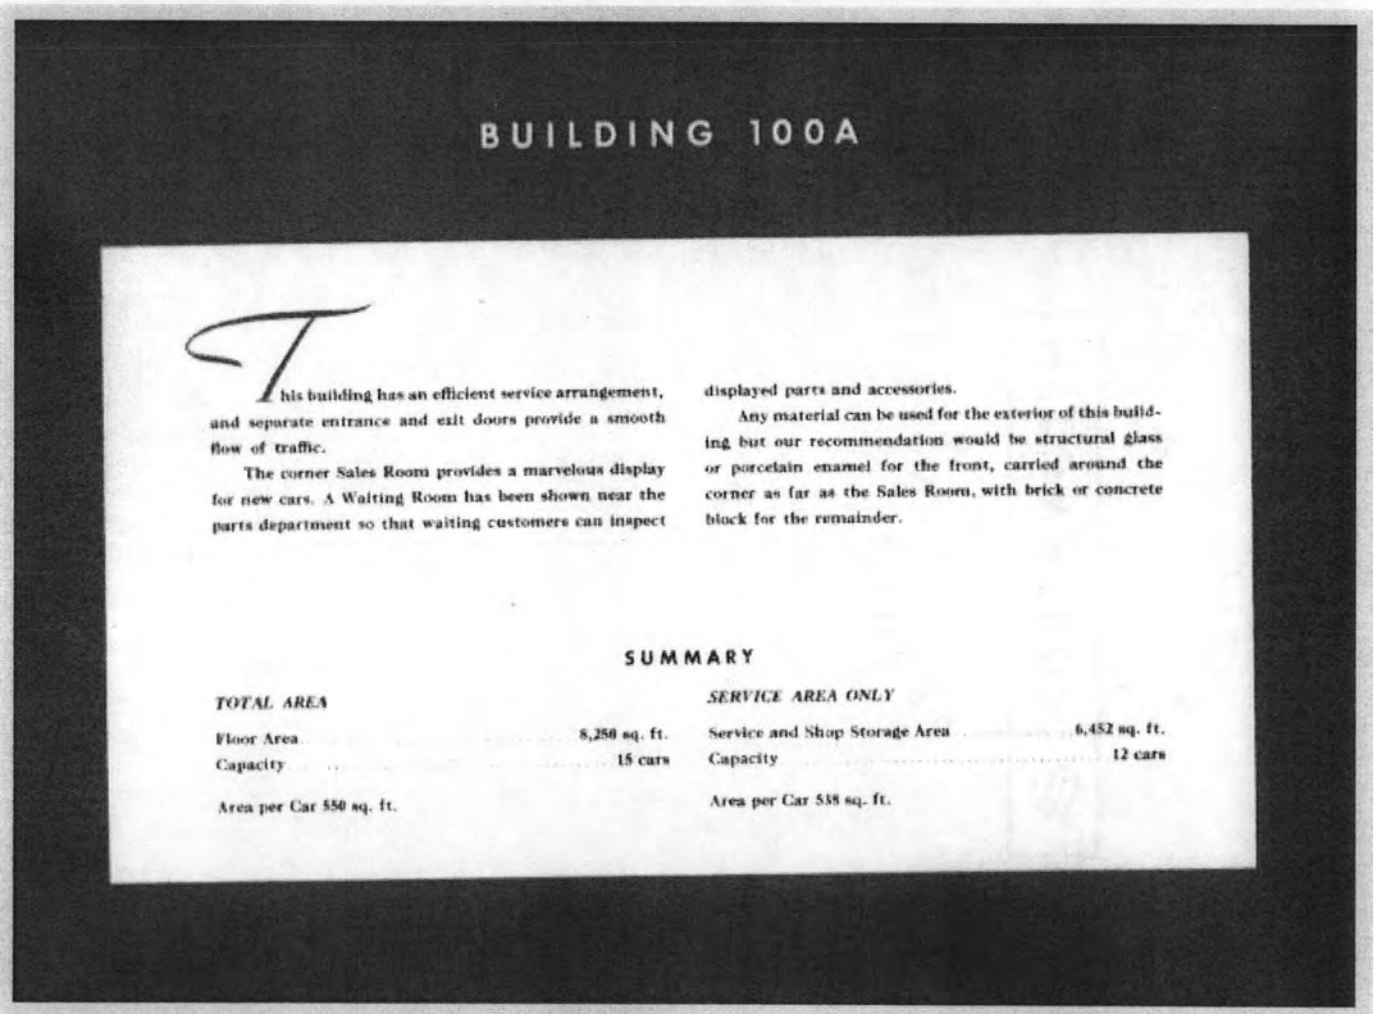 BUILDING 100A
This building has an efficient service arrangement,
and separate entrance and exit doors provide a smooth
flow of traffic.
The corner Sales Room provides a marvelous display
for new cars. A Waiting Room has been shown near the
parts department so that waiting customers can inspect
displayed parts and accessories.
Any material can be used for the exterior of this build-
ing but our recommendation would be structural glass
or porcelain enamel for the front, carried around the
corner as far as the Sales Room, with brick or concrete
block for the remainder.
SUMMARY
TOTAL AREA
Floor Area 8,250 sq. ft.
Capacity 15 cars
Area per Car 550 sq. ft.
SERVICE AREA ONLY
Service and Shop Storage Area 6,452 sq. ft.
Capacity 12 cars
Area per Car 538 sq. ft.